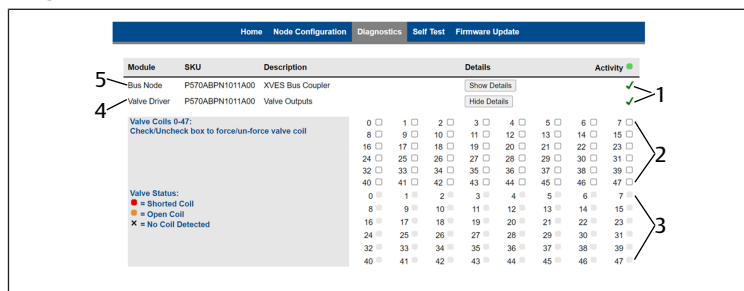 Home Node Configuration Diagnostics Self Test Firmware Update
Module SKU Description Details Activity
5 Bus Node P570ABPN1011A00 XVES Bus Coupler Show Details 1
4 Valve Driver P570ABPN1011A00 Valve Outputs Hide Details
Valve Coils 0-47: 0 1 2 3 4 5 6 7
Check/Uncheck box to force/un-force valve coil 8 9 10 11 12 13 14 15
16 17 18 19 20 21 22 23 2
24 25 26 27 28 29 30 31
32 33 34 35 36 37 38 39
40 41 42 43 44 45 46 47
Valve Status: 0 1 2 3 4 5 6 7
= Shorted Coil
= Open Coil 8 9 10 11 12 13 14 15
× = No Coil Detected 16 17 18 19 20 21 22 23 3
24 25 26 27 28 29 30 31
32 33 34 35 36 37 38 39
40 41 42 43 44 45 46 47